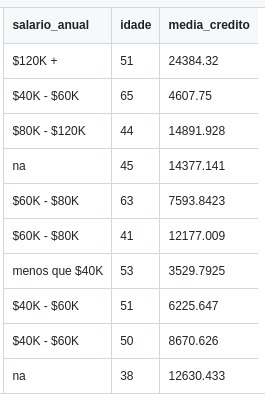 salario_anual idade media_credito
$120K + 51 24384.32
$40K - $60K 65 4607.75
$80K - $120K 44 14891.928
na 45 14377.141
$60K - $80K 63 7593.8423
$60K - $80K 41 12177.009
menos que $40K 53 3529.7925
$40K - $60K 51 6225.647
$40K - $60K 50 8670.626
na 38 12630.433